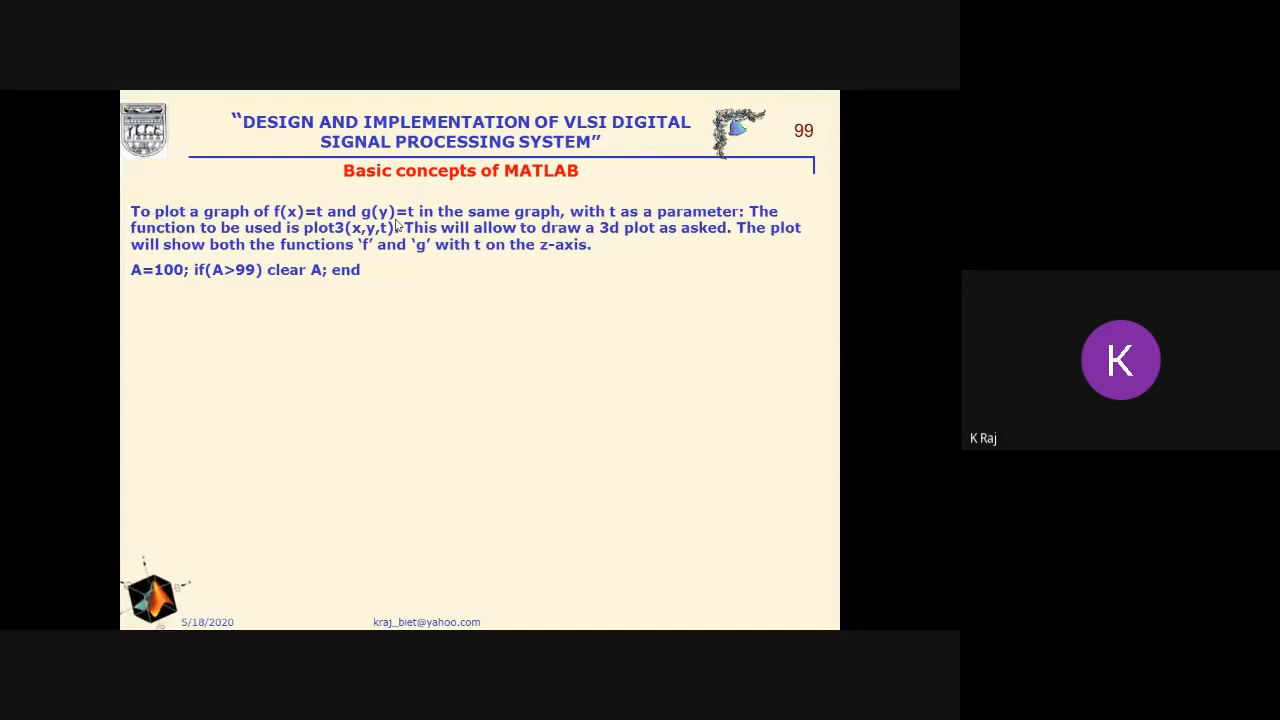 “DESIGN AND IMPLEMENTATION OF VLSI DIGITAL
SIGNAL PROCESSING SYSTEM”
99
Basic concepts of MATLAB
To plot a graph of f(x)=t and g(y)=t in the same graph, with t as a parameter: The
function to be used is plot3(x,y,t). This will allow to draw a 3d plot as asked. The plot
will show both the functions ‘f’ and ‘g’ with t on the z-axis.
A=100; if(A>99) clear A; end
5/18/2020
kraj_biet@yahoo.com
K
K Raj